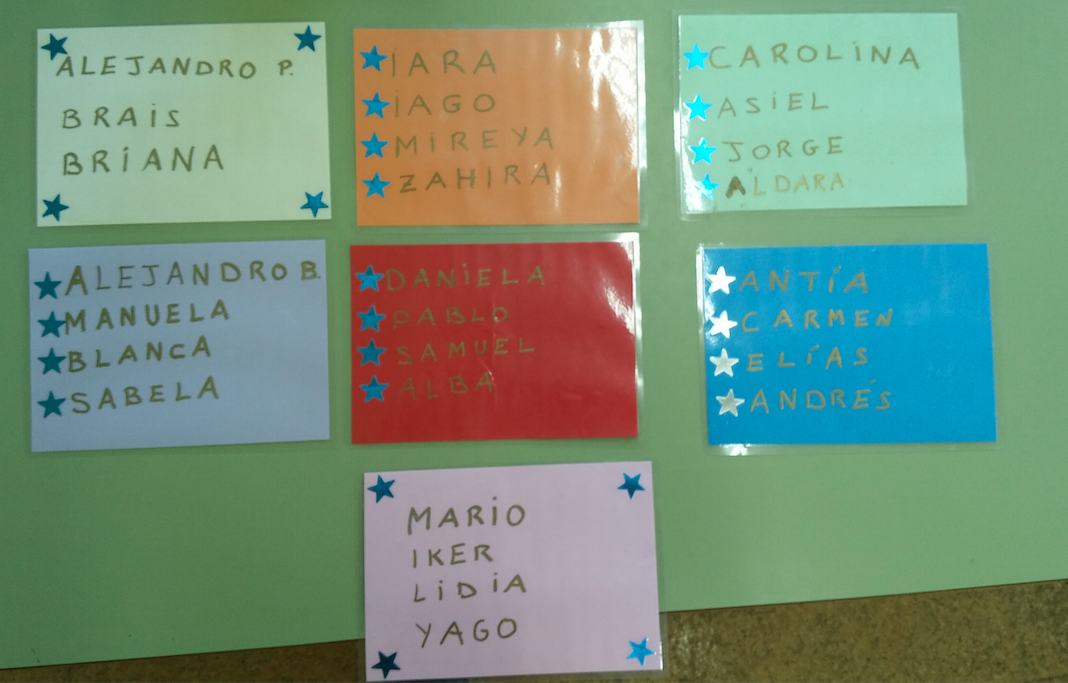 ALEJANDRO P.
BRAIS
BRIANA
IARA
IAGO
MIREYA
ZAHIRA
CAROLINA
ASIEL
JORGE
ALDARA
ALEJANDRO B.
MANUELA
BLANCA
SABELA
DANIELA
PABLO
SAMUEL
ALBA
ANTÍA
CARMEN
ELÍAS
ANDRÉS
MARIO
IKER
LIDIA
YAGO